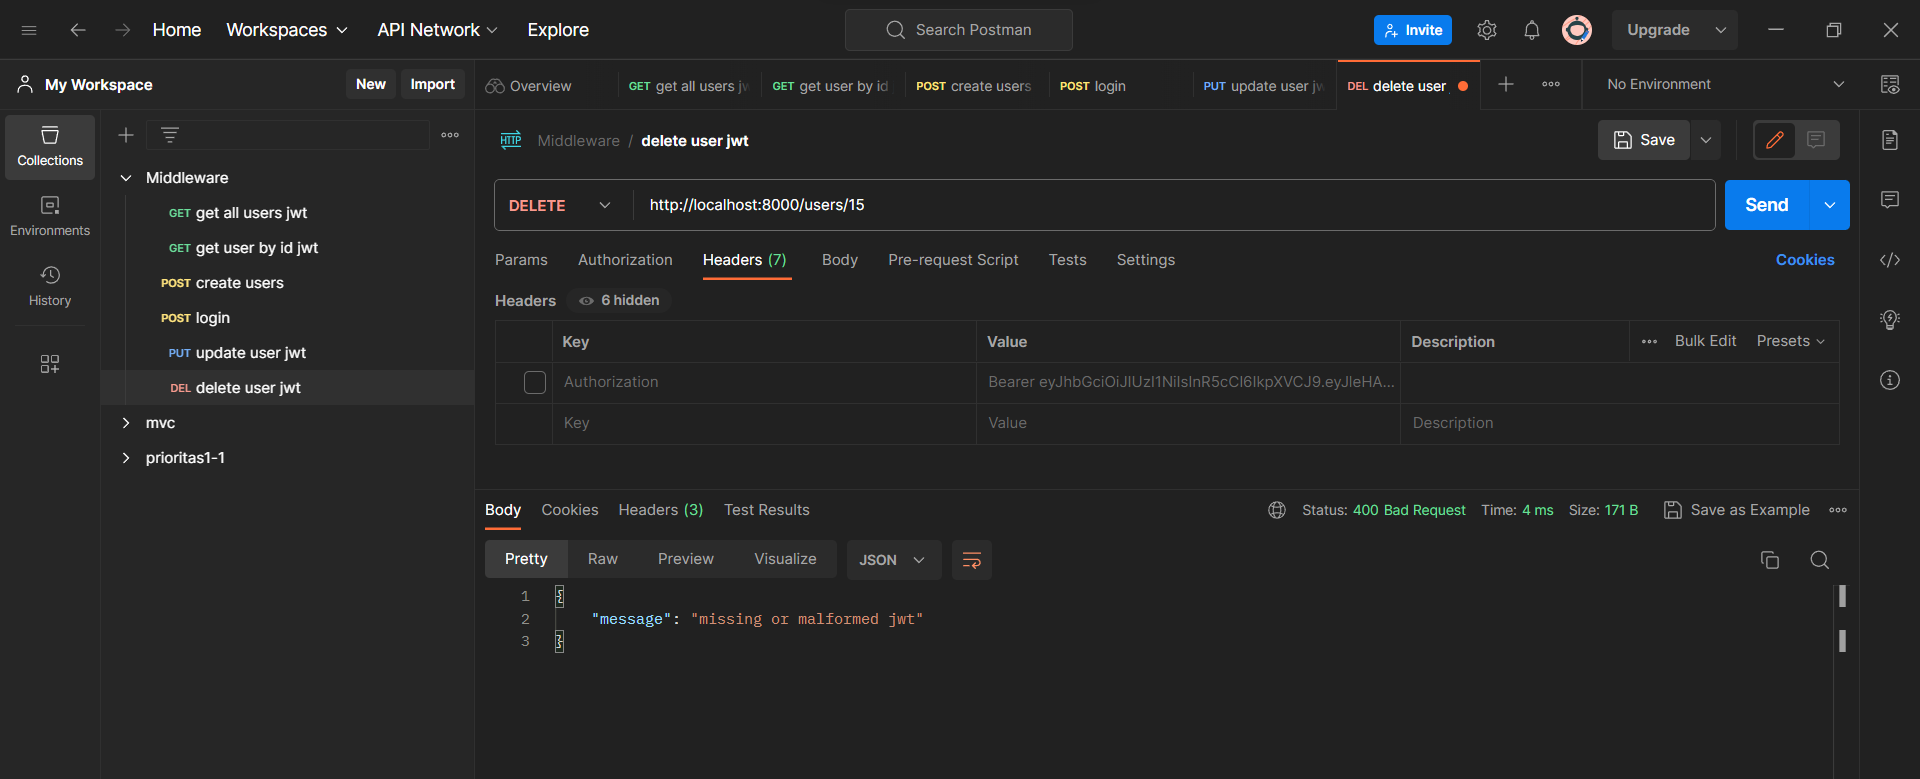 Home
Workspaces
API Network
Explore
Search Postman
Invite
Upgrade
My Workspace
New
Import
Overview
GET get all users jw
GET get user by id
POST create users
POST login
PUT update user jw
DEL delete user
No Environment
Collections
Environments
History
Middleware
GET get all users jwt
GET get user by id jwt
POST create users
POST login
PUT update user jwt
DEL delete user jwt
mvc
prioritas1-1
HTTP
Middleware / delete user jwt
Save
DELETE
http://localhost:8000/users/15
Send
Params
Authorization
Headers (7)
Body
Pre-request Script
Tests
Settings
Cookies
Headers
6 hidden
Key
Value
Description
Bulk Edit
Presets
Authorization
Bearer eyJhbGciOiJIUzI1NiIsInR5cCI6IkpXVCJ9.eyJleHA...
Key
Value
Description
Body
Cookies
Headers (3)
Test Results
Status: 400 Bad Request
Time: 4 ms
Size: 171 B
Save as Example
Pretty
Raw
Preview
Visualize
JSON
1 {
2 "message": "missing or malformed jwt"
3 }